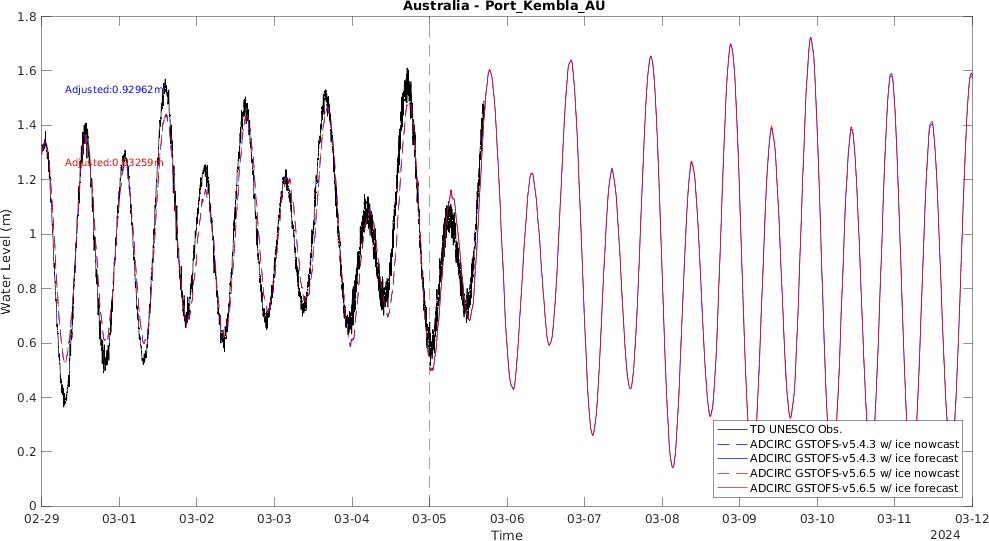 Australia - Port_Kembla_AU
1.8
1.6
1.4
1.2
1
0.8
0.6
0.4
0.2
0
Water Level (m)
Adjusted:0.92962m
Adjusted:0.93259m
TD UNESCO Obs.
ADCIRC GSTOFS-v5.4.3 w/ ice nowcast
ADCIRC GSTOFS-v5.4.3 w/ ice forecast
ADCIRC GSTOFS-v5.6.5 w/ ice nowcast
ADCIRC GSTOFS-v5.6.5 w/ ice forecast
02-29 03-01 03-02 03-03 03-04 03-05 03-06 03-07 03-08 03-09 03-10 03-11 03-12
Time
2024